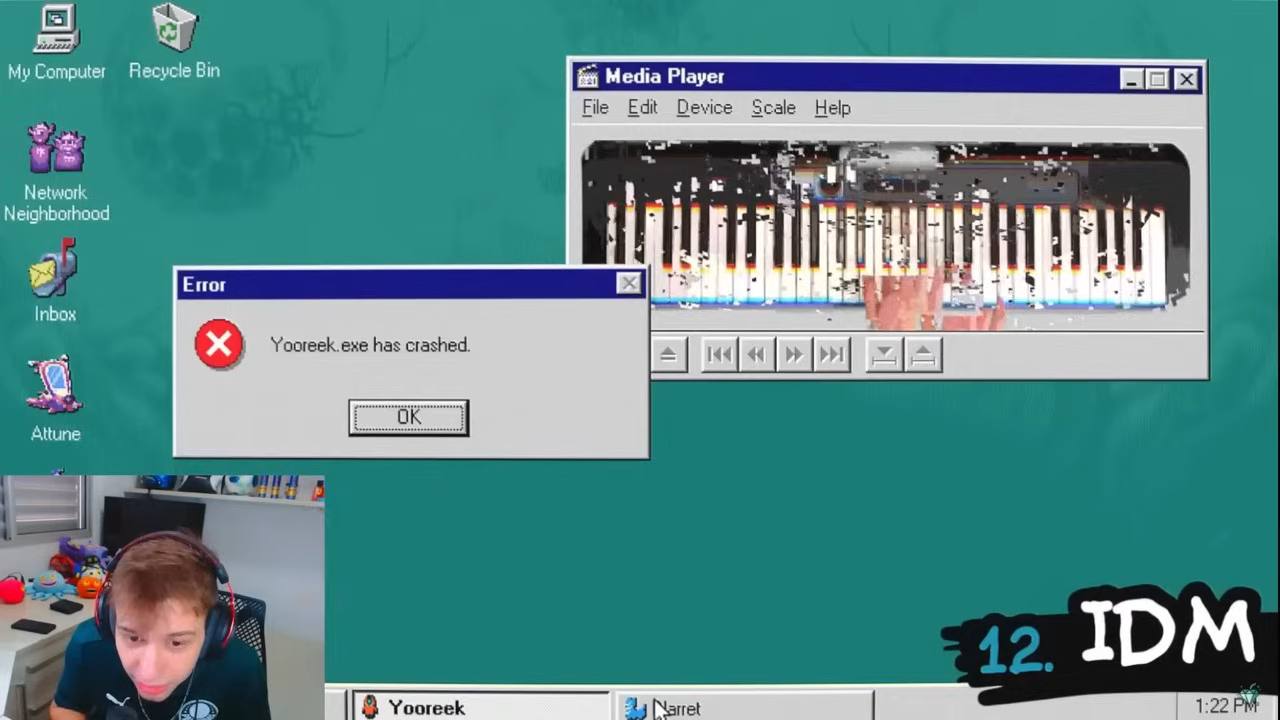 My Computer
Recycle Bin
Network
Neighborhood
Inbox
Attune
Media Player
File Edit Device Scale Help
Error
Yooreek.exe has crashed.
OK
12. IDM
Yooreek
Narret
1:22 PM